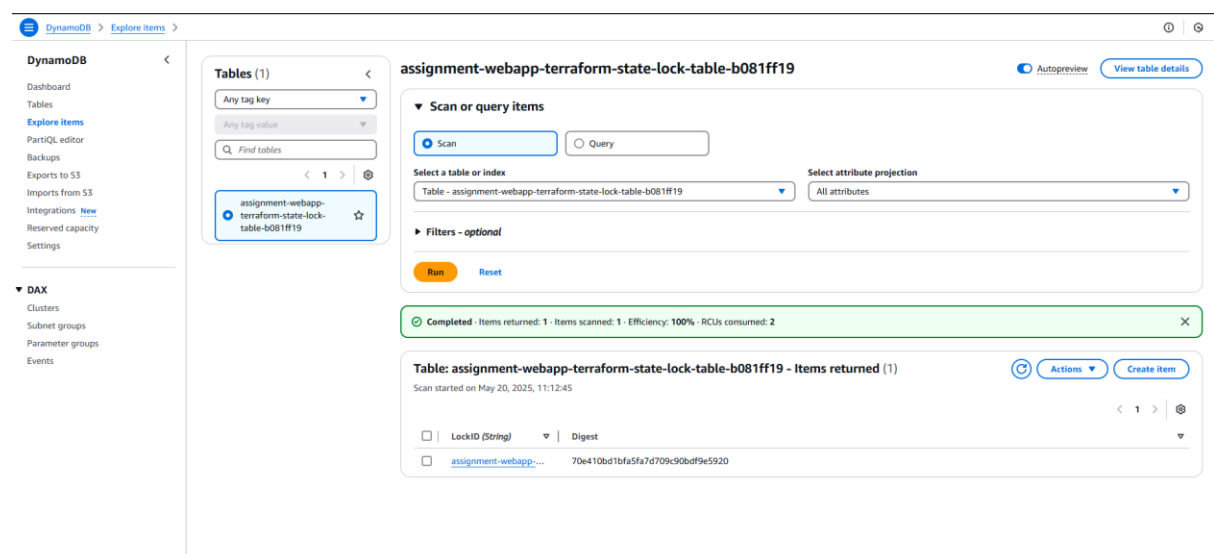 DynamoDB > Explore items >
DynamoDB
Dashboard
Tables
Explore items
PartiQL editor
Backups
Exports to S3
Imports from S3
Integrations New
Reserved capacity
Settings
DAX
Clusters
Subnet groups
Parameter groups
Events
Tables (1)
Any tag key
Any tag value
Find tables
1
assignment-webapp-
terraform-state-lock-
table-b081ff19
assignment-webapp-terraform-state-lock-table-b081ff19
Autopreview
View table details
Scan or query items
Scan
Query
Select a table or index
Select attribute projection
Table - assignment-webapp-terraform-state-lock-table-b081ff19
All attributes
Filters - optional
Run
Reset
Completed · Items returned: 1 · Items scanned: 1 · Efficiency: 100% · RCUs consumed: 2
Table: assignment-webapp-terraform-state-lock-table-b081ff19 - Items returned (1)
Actions
Create item
Scan started on May 20, 2025, 11:12:45
1
LockID (String)
Digest
assignment-webapp-...
70e410bd1bfa5fa7d709c90bdf9e5920